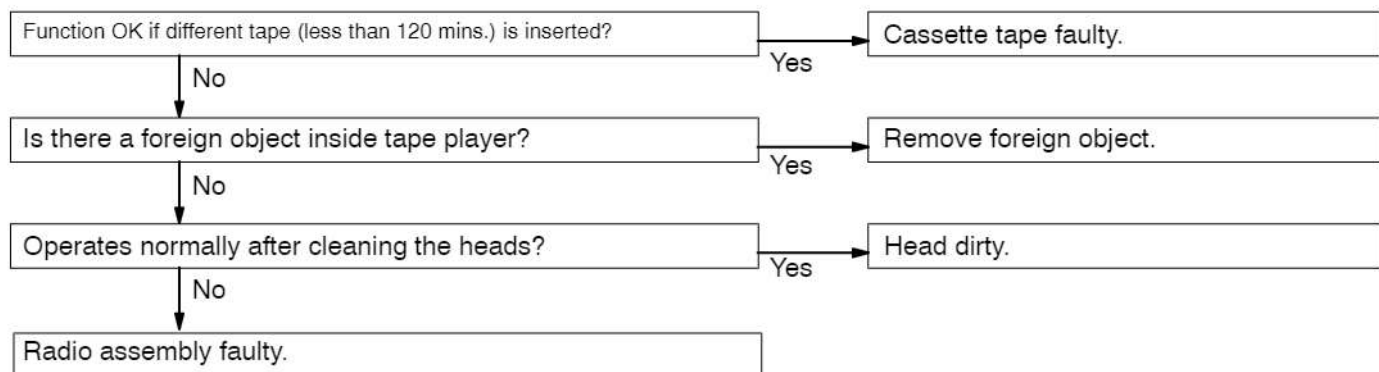 Function OK if different tape (less than 120 mins.) is inserted?
Yes
Cassette tape faulty.
No
Is there a foreign object inside tape player?
Yes
Remove foreign object.
No
Operates normally after cleaning the heads?
Yes
Head dirty.
No
Radio assembly faulty.